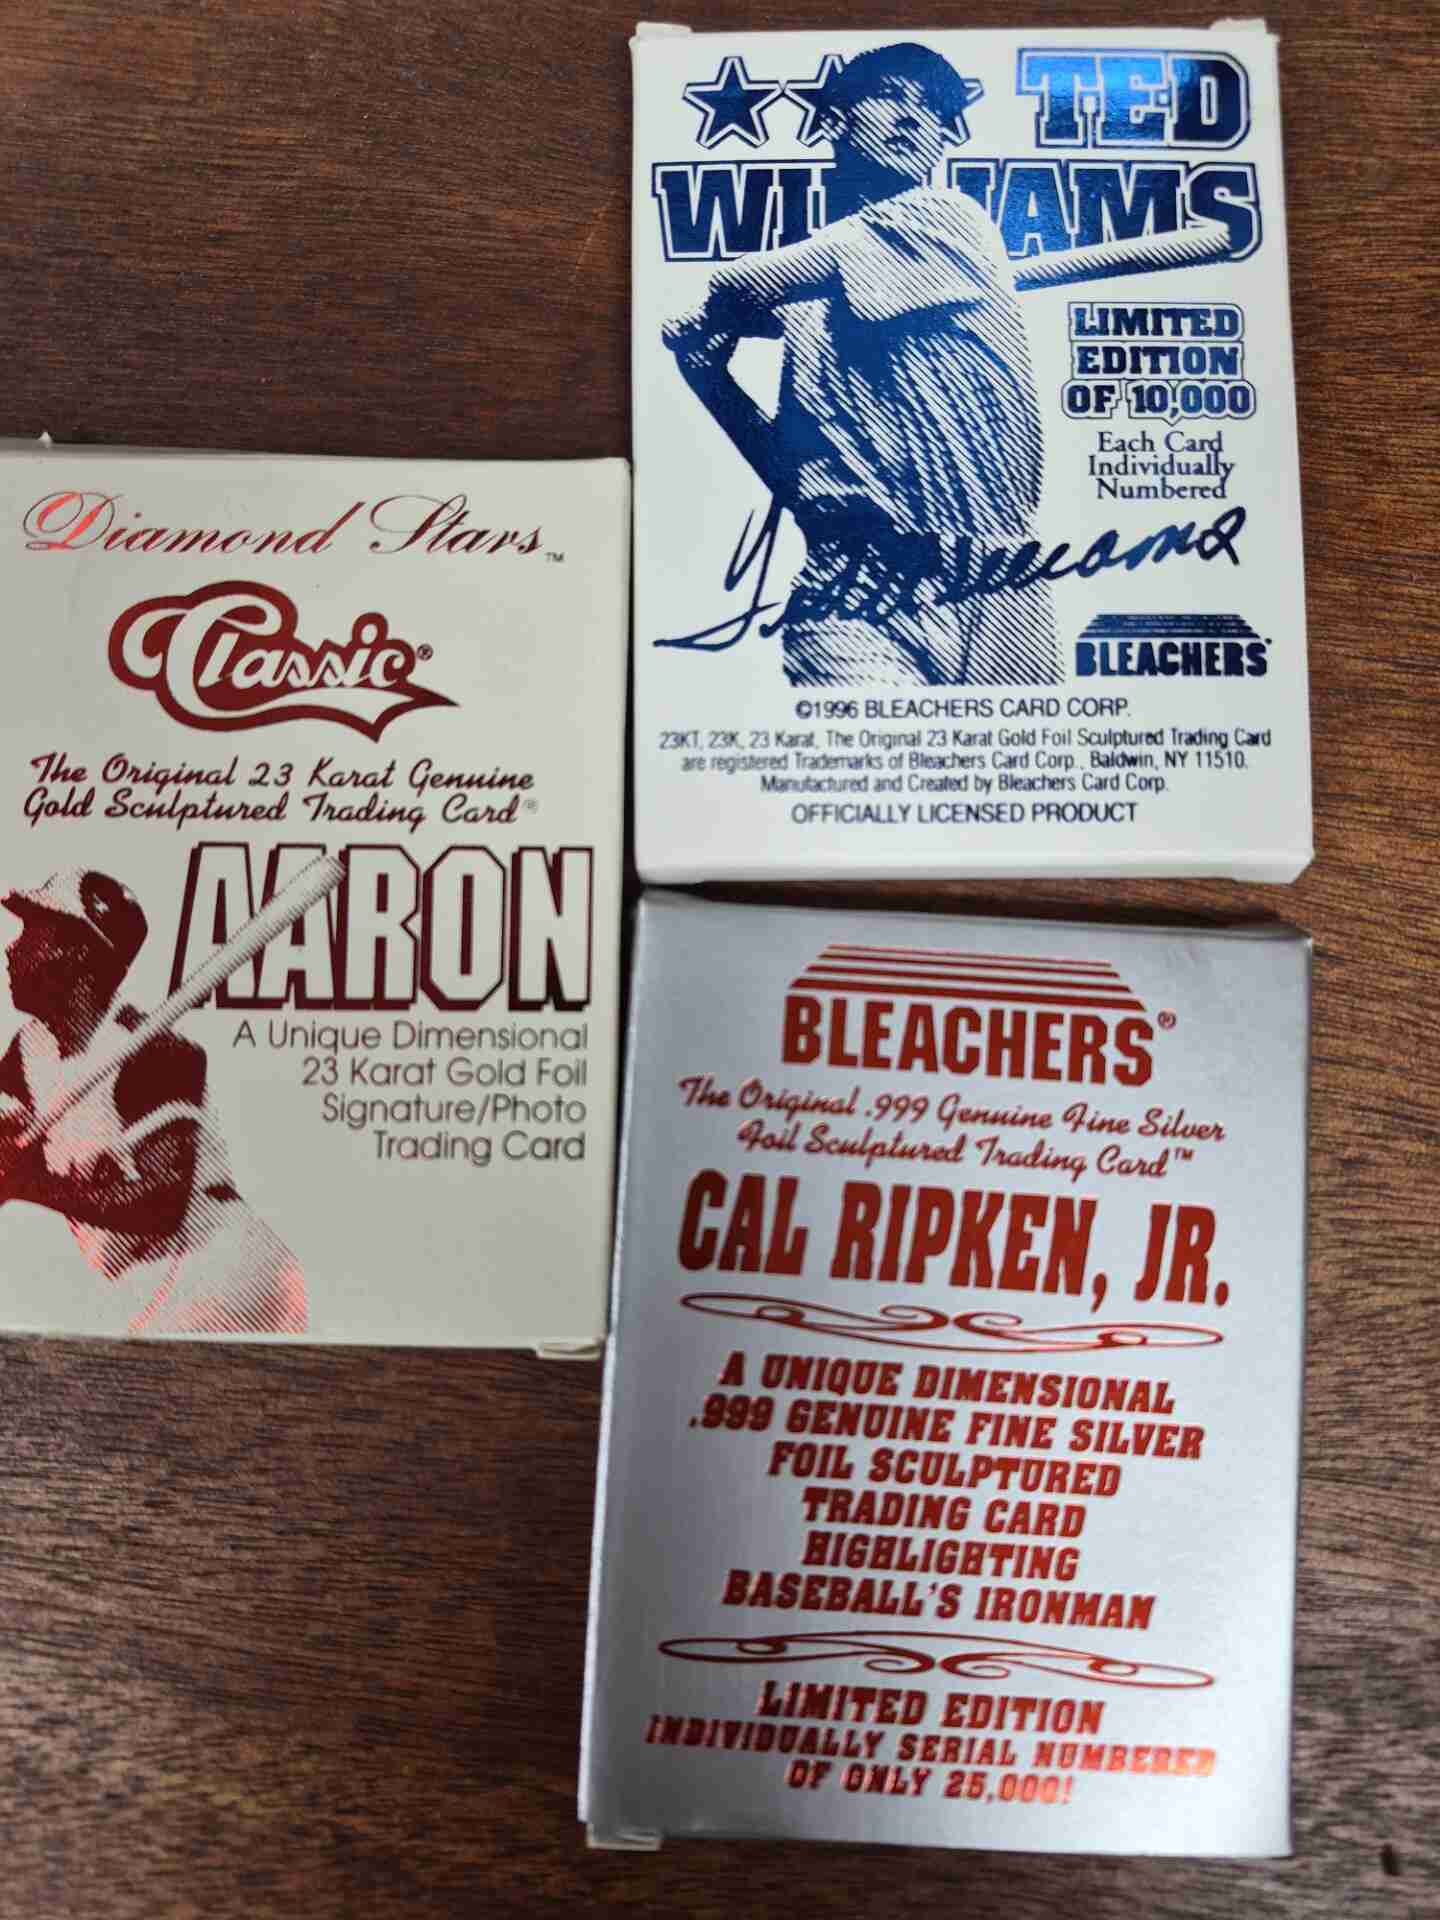 TED
WILLIAMS
LIMITED
EDITION
OF 10,000
Each Card
Individually
Numbered
Ted Williams
BLEACHERS
©1996 BLEACHERS CARD CORP.
23KT, 23K, 23 Karat, The Original 23 Karat Gold Foil Sculptured Trading Card
are registered Trademarks of Bleachers Card Corp., Baldwin, NY 11510.
Manufactured and Created by Bleachers Card Corp.
OFFICIALLY LICENSED PRODUCT
Diamond Stars™
Classic®
The Original 23 Karat Genuine
Gold Sculptured Trading Card®
AARON
A Unique Dimensional
23 Karat Gold Foil
Signature/Photo
Trading Card
BLEACHERS®
The Original .999 Genuine Fine Silver
Foil Sculptured Trading Card™
CAL RIPKEN, JR.
A UNIQUE DIMENSIONAL
.999 GENUINE FINE SILVER
FOIL SCULPTURED
TRADING CARD
HIGHLIGHTING
BASEBALL'S IRONMAN
LIMITED EDITION
INDIVIDUALLY SERIAL NUMBERED
OF ONLY 25,000!